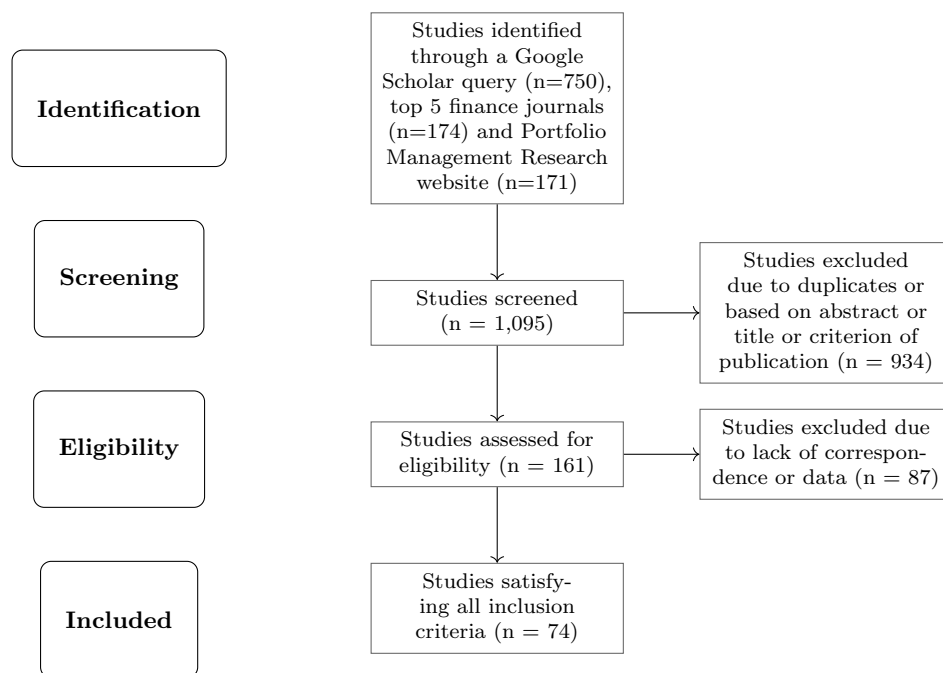 Identification
Studies identified
through a Google
Scholar query (n=750),
top 5 finance journals
(n=174) and Portfolio
Management Research
website (n=171)
Screening
Studies screened
(n = 1,095)
Studies excluded
due to duplicates or
based on abstract or
title or criterion of
publication (n = 934)
Eligibility
Studies assessed for
eligibility (n = 161)
Studies excluded due
to lack of correspon-
dence or data (n = 87)
Included
Studies satisfy-
ing all inclusion
criteria (n = 74)